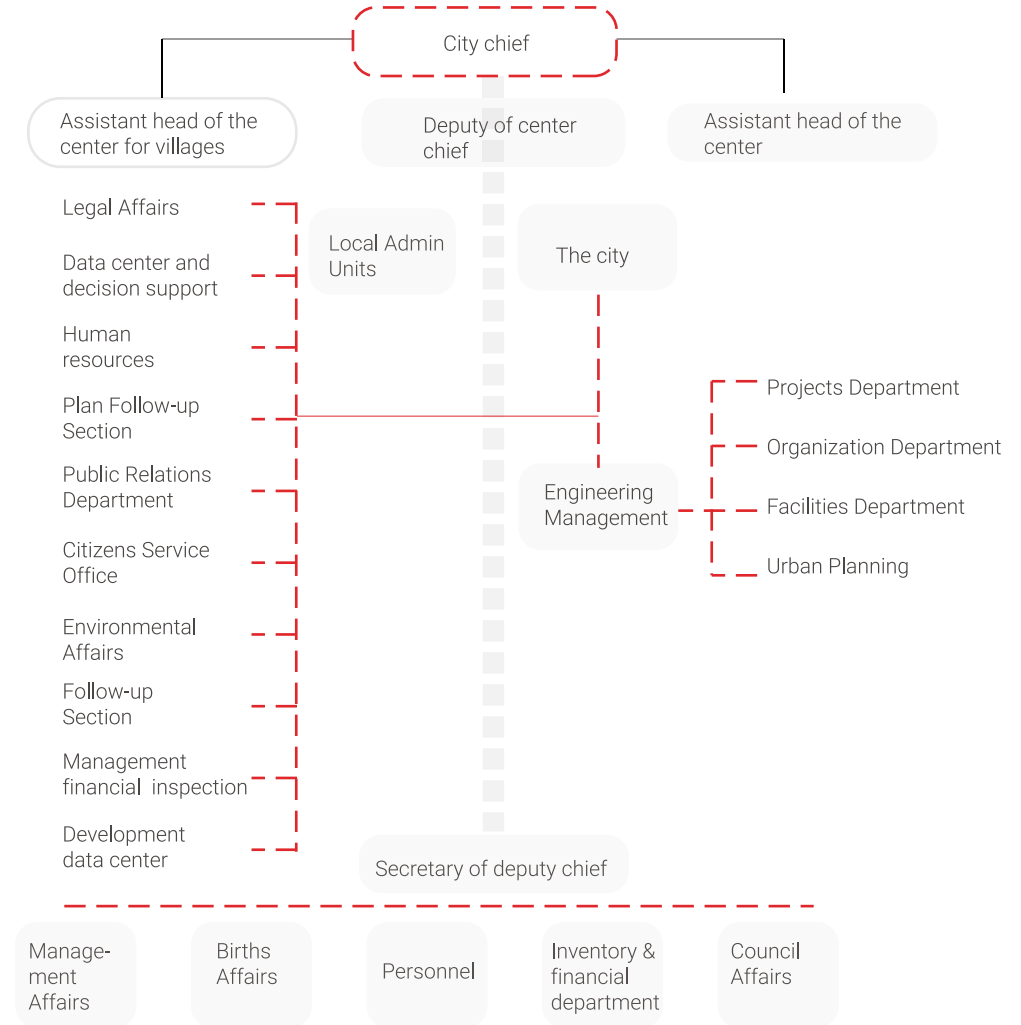 City chief
Assistant head of the
center for villages
Deputy of center
chief
Assistant head of the
center
Legal Affairs
Data center and
decision support
Human
resources
Plan Follow-up
Section
Public Relations
Department
Citizens Service
Office
Environmental
Affairs
Follow-up
Section
Management
financial inspection
Development
data center
Local Admin
Units
The city
Engineering
Management
Projects Department
Organization Department
Facilities Department
Urban Planning
Secretary of deputy chief
Manage-
ment
Affairs
Births
Affairs
Personnel
Inventory &
financial
department
Council
Affairs